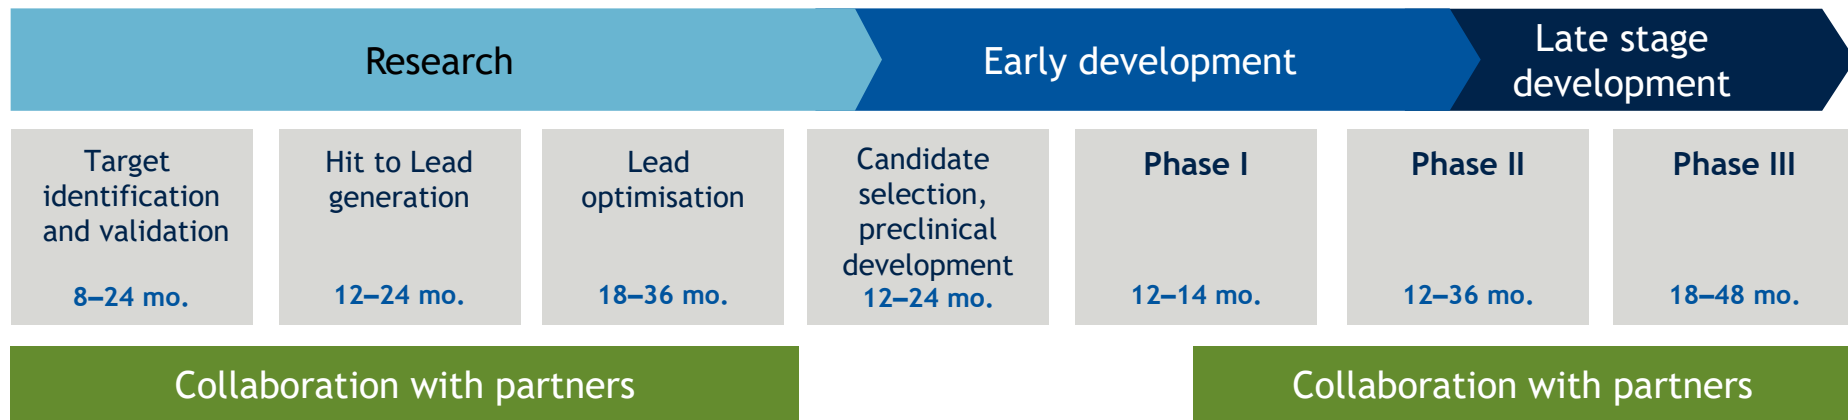 Research
Early development
Late stage
development
Target
identification
and validation
8–24 mo.
Hit to Lead
generation
12–24 mo.
Lead
optimisation
18–36 mo.
Candidate
selection,
preclinical
development
12–24 mo.
Phase I
12–14 mo.
Phase II
12–36 mo.
Phase III
18–48 mo.
Collaboration with partners
Collaboration with partners